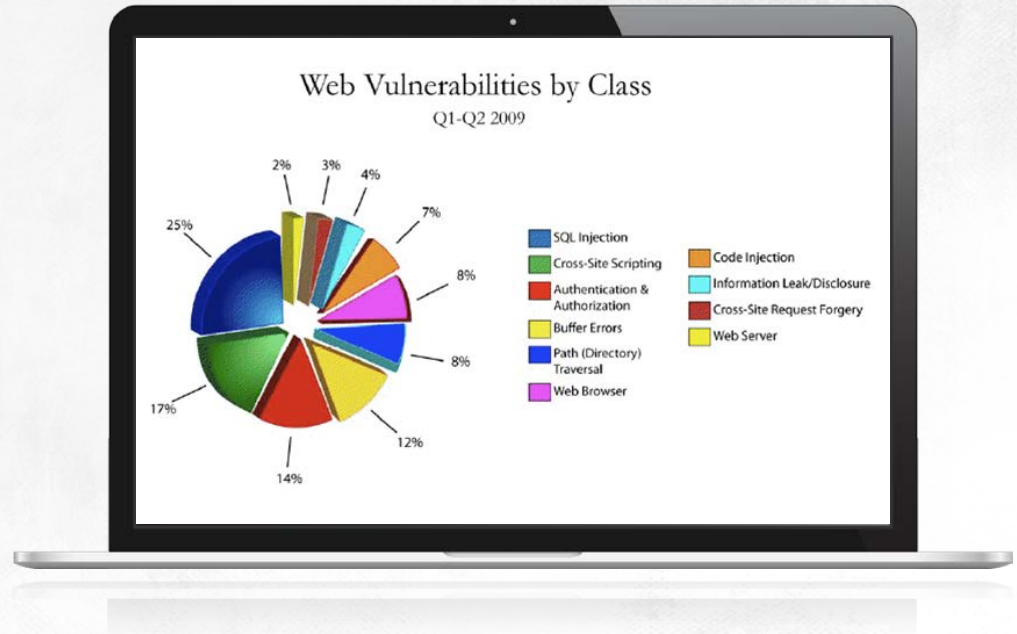 Web Vulnerabilities by Class
Q1-Q2 2009
2%
3%
4%
7%
8%
8%
12%
14%
17%
25%
SQL Injection
Cross-Site Scripting
Authentication &
Authorization
Buffer Errors
Path (Directory)
Traversal
Web Browser
Code Injection
Information Leak/Disclosure
Cross-Site Request Forgery
Web Server